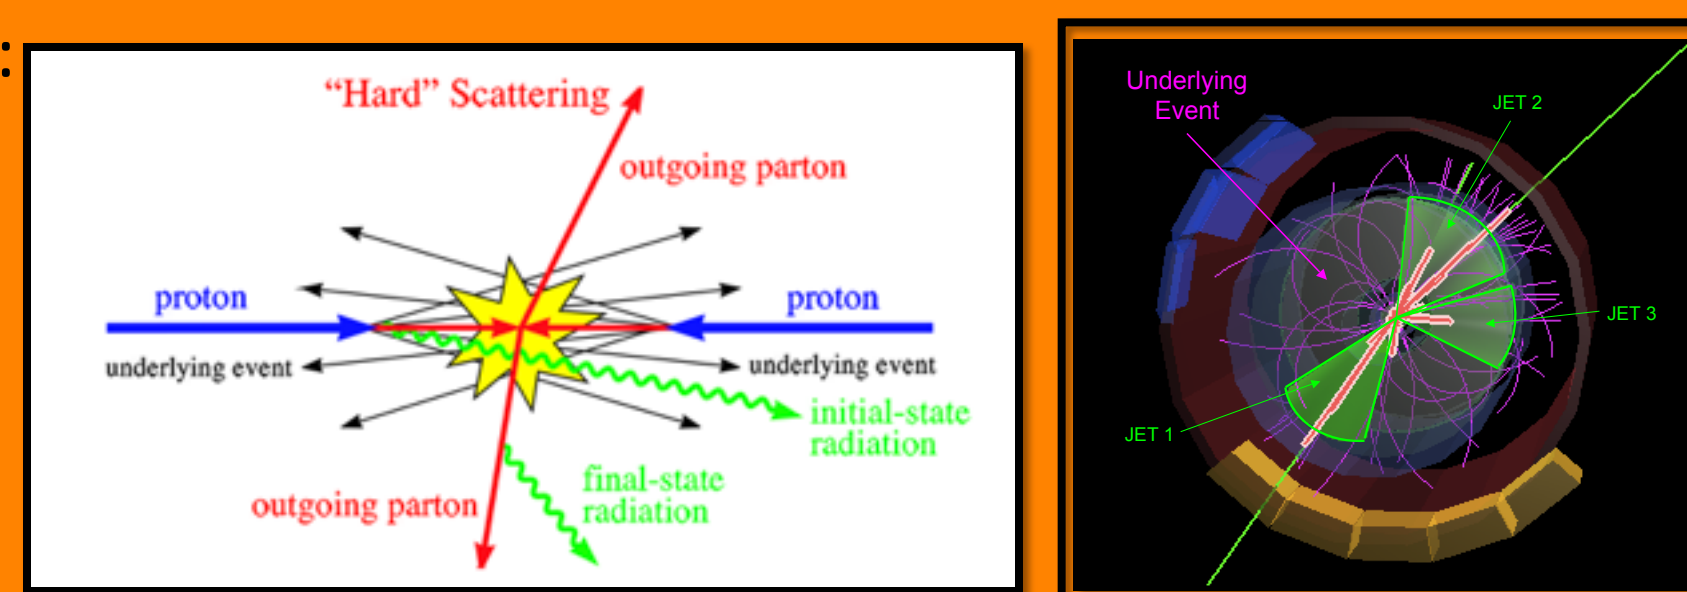 :
“Hard” Scattering
outgoing parton
proton
proton
underlying event
underlying event
initial-state
radiation
final-state
radiation
outgoing parton
Underlying
Event
JET 2
JET 3
JET 1